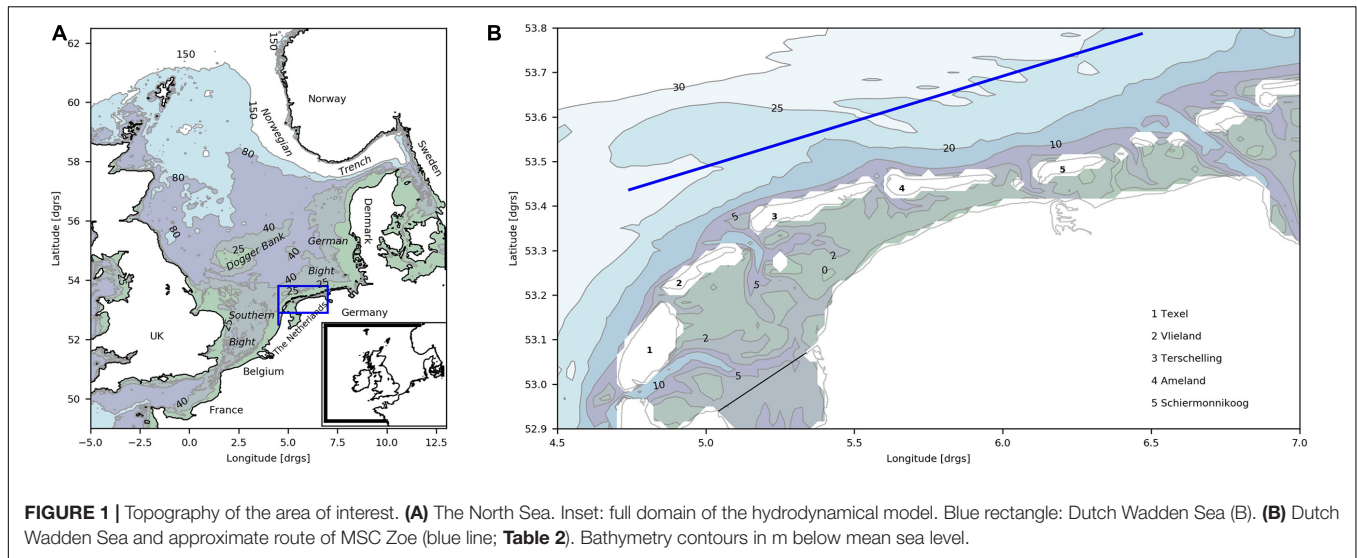 A
B
62
60
58
56
54
52
50
Latitude [dgrs]
−5.0
−2.5
0.0
2.5
5.0
7.5
10.0
12.5
Longitude [drgs]
150
150
150
80
80
80
40
25
40
40
25
25
25
25
40
Norway
Norwegian
Trench
Sweden
Denmark
Dogger Bank
German
Bight
Southern
Bight
The Netherlands
Germany
UK
Belgium
France
53.8
53.7
53.6
53.5
53.4
53.3
53.2
53.1
53.0
52.9
Latitude [dgrs]
4.5
5.0
5.5
6.0
6.5
7.0
Longitude [drgs]
30
25
20
10
5
2
0
5
2
5
10
1
2
3
4
5
1 Texel
2 Vlieland
3 Terschelling
4 Ameland
5 Schiermonnikoog
FIGURE 1 | Topography of the area of interest. (A) The North Sea. Inset: full domain of the hydrodynamical model. Blue rectangle: Dutch Wadden Sea (B). (B) Dutch
Wadden Sea and approximate route of MSC Zoe (blue line; Table 2). Bathymetry contours in m below mean sea level.